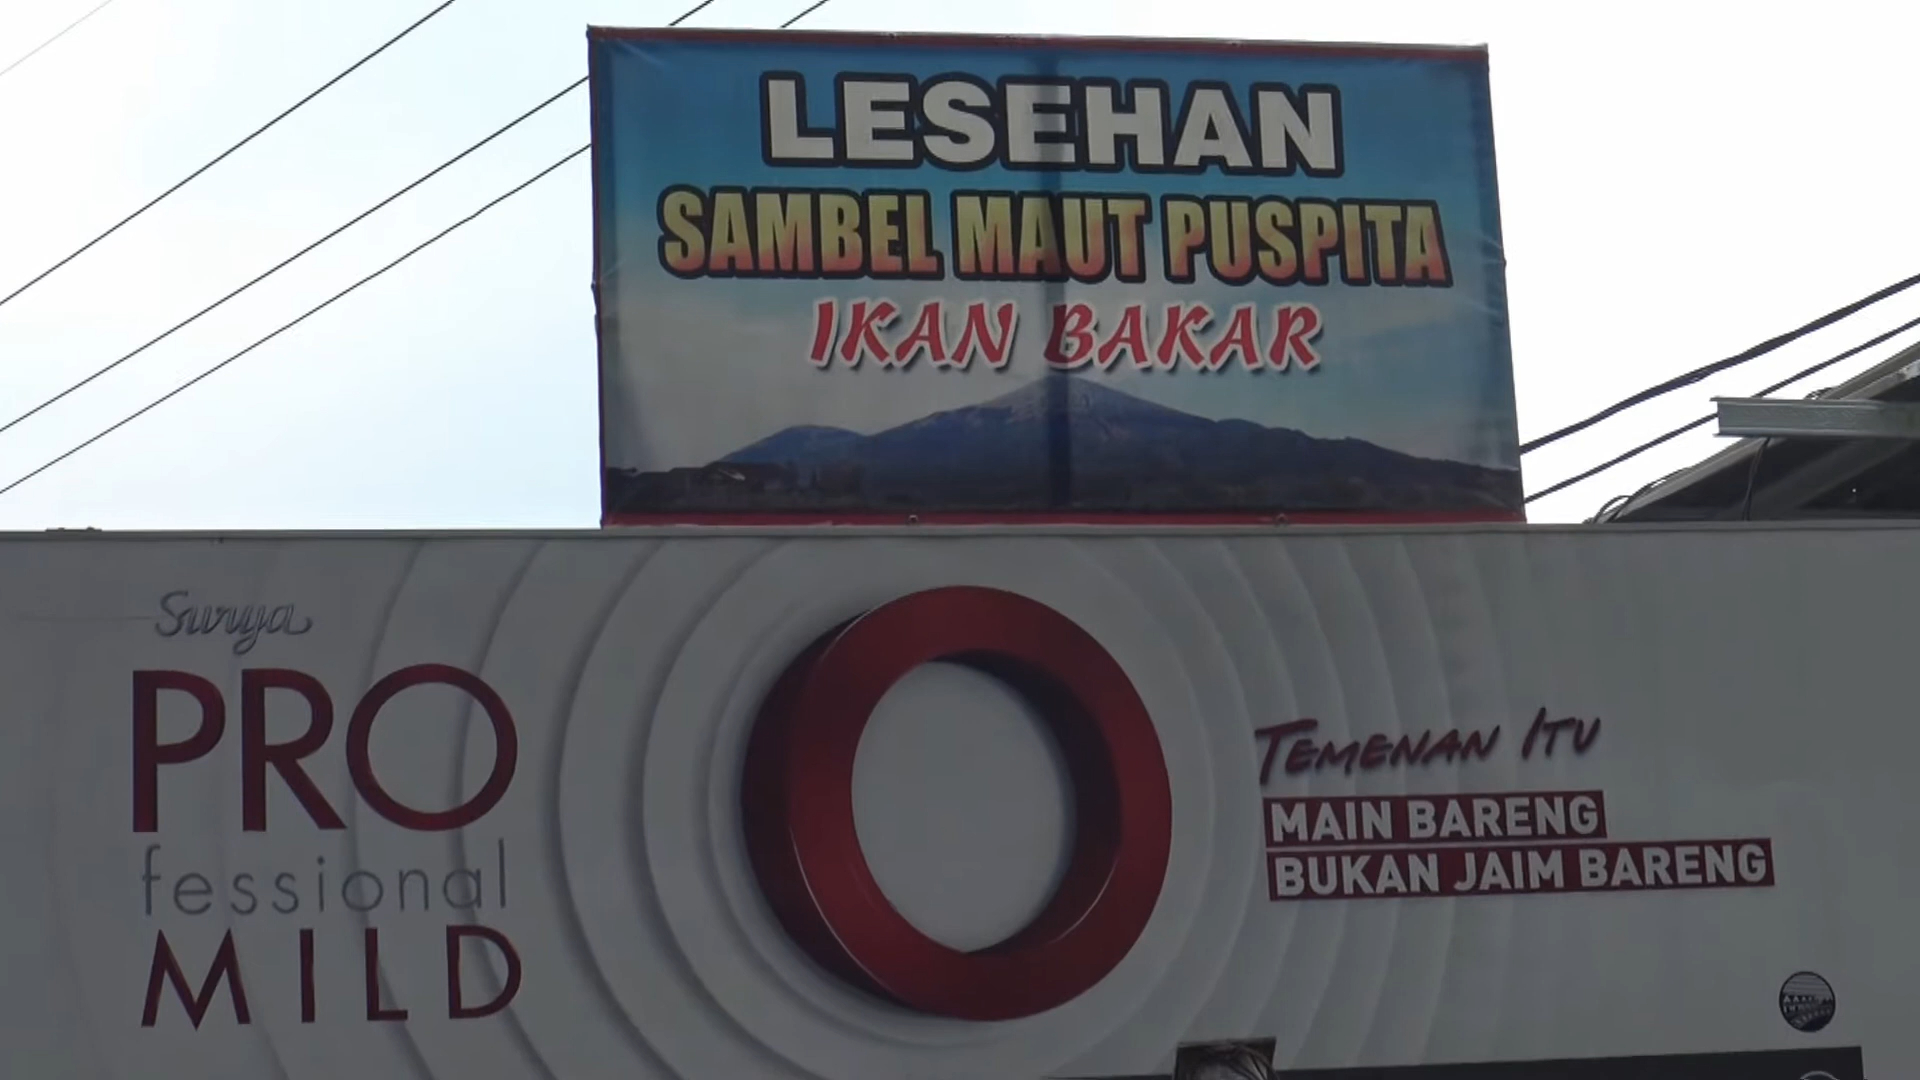 LESEHAN
SAMBEL MAUT PUSPITA
IKAN BAKAR
Surya
PRO
fessional
MILD
TEMENAN ITU
MAIN BARENG
BUKAN JAIM BARENG